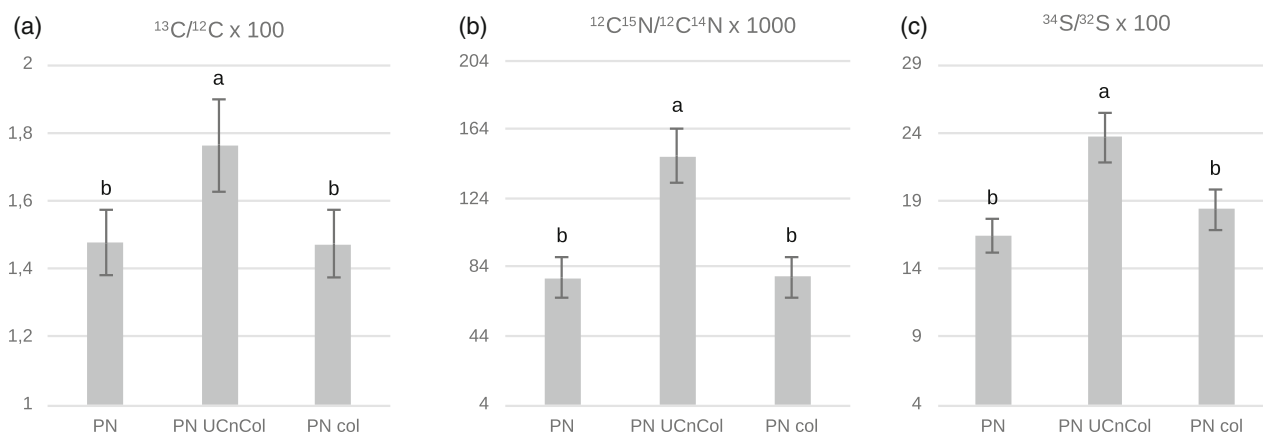 (a) ¹³C/¹²C x 100
2
a
1,8
b b
1,6
1,4
1,2
1
PN PN UCnCol PN col
(b) ¹²C¹⁵N/¹²C¹⁴N x 1000
204
a
164
124
b b
84
44
4
PN PN UCnCol PN col
(c) ³⁴S/³²S x 100
29
a
24
b
b
19
14
9
4
PN PN UCnCol PN col